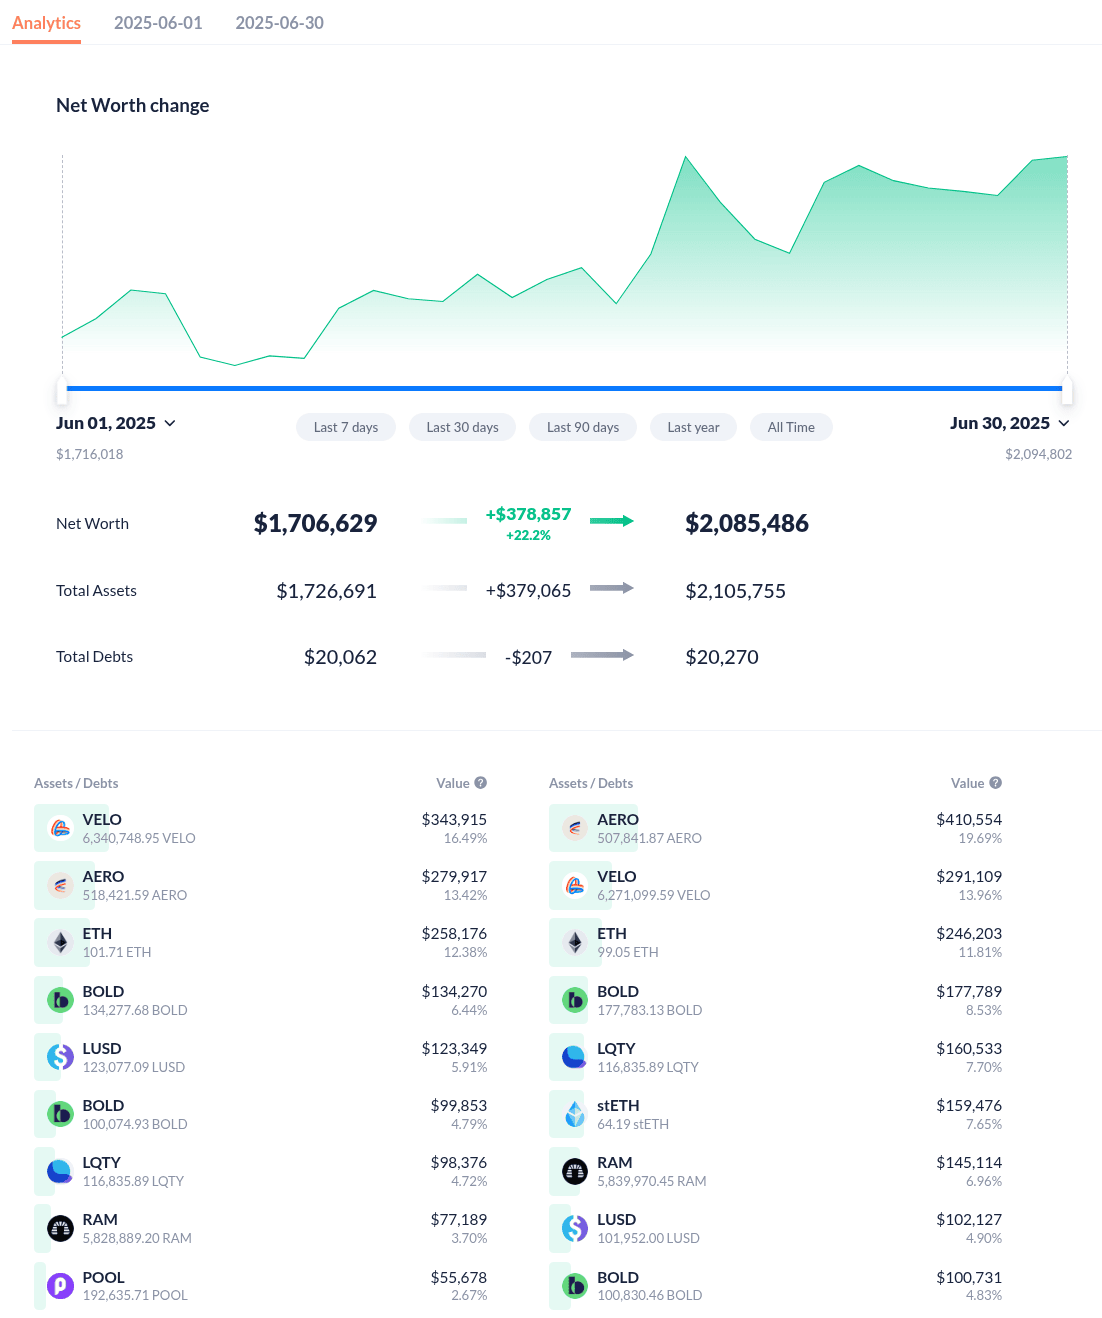 Analytics 2025-06-01 2025-06-30
Net Worth change
Jun 01, 2025 Last 7 days Last 30 days Last 90 days Last year All Time Jun 30, 2025
$1,716,018 $2,094,802
Net Worth $1,706,629 +$378,857 $2,085,486
+22.2%
Total Assets $1,726,691 +$379,065 $2,105,755
Total Debts $20,062 -$207 $20,270
Assets / Debts Value ? Assets / Debts Value ?
VELO $343,915 AERO $410,554
6,340,748.95 VELO 16.49% 507,841.87 AERO 19.69%
AERO $279,917 VELO $291,109
518,421.59 AERO 13.42% 6,271,099.59 VELO 13.96%
ETH $258,176 ETH $246,203
101.71 ETH 12.38% 99.05 ETH 11.81%
BOLD $134,270 BOLD $177,789
134,277.68 BOLD 6.44% 177,783.13 BOLD 8.53%
LUSD $123,349 LQTY $160,533
123,077.09 LUSD 5.91% 116,835.89 LQTY 7.70%
BOLD $99,853 stETH $159,476
100,074.93 BOLD 4.79% 64.19 stETH 7.65%
LQTY $98,376 RAM $145,114
116,835.89 LQTY 4.72% 5,839,970.45 RAM 6.96%
RAM $77,189 LUSD $102,127
5,828,889.20 RAM 3.70% 101,952.00 LUSD 4.90%
POOL $55,678 BOLD $100,731
192,635.71 POOL 2.67% 100,830.46 BOLD 4.83%